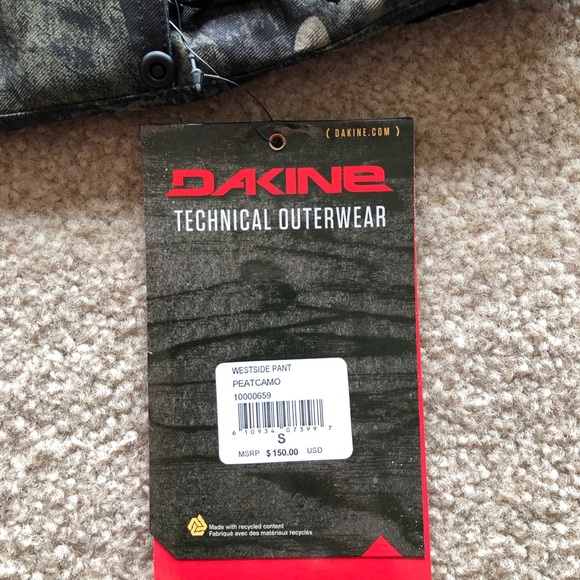 ( DAKINE.COM )
DAKINE
TECHNICAL OUTERWEAR
WESTSIDE PANT
PEATCAMO
10000659
6 10934 07399 7
S
MSRP $150.00 USD
Made with recycled content
Fabriqué avec des matériaux recyclés